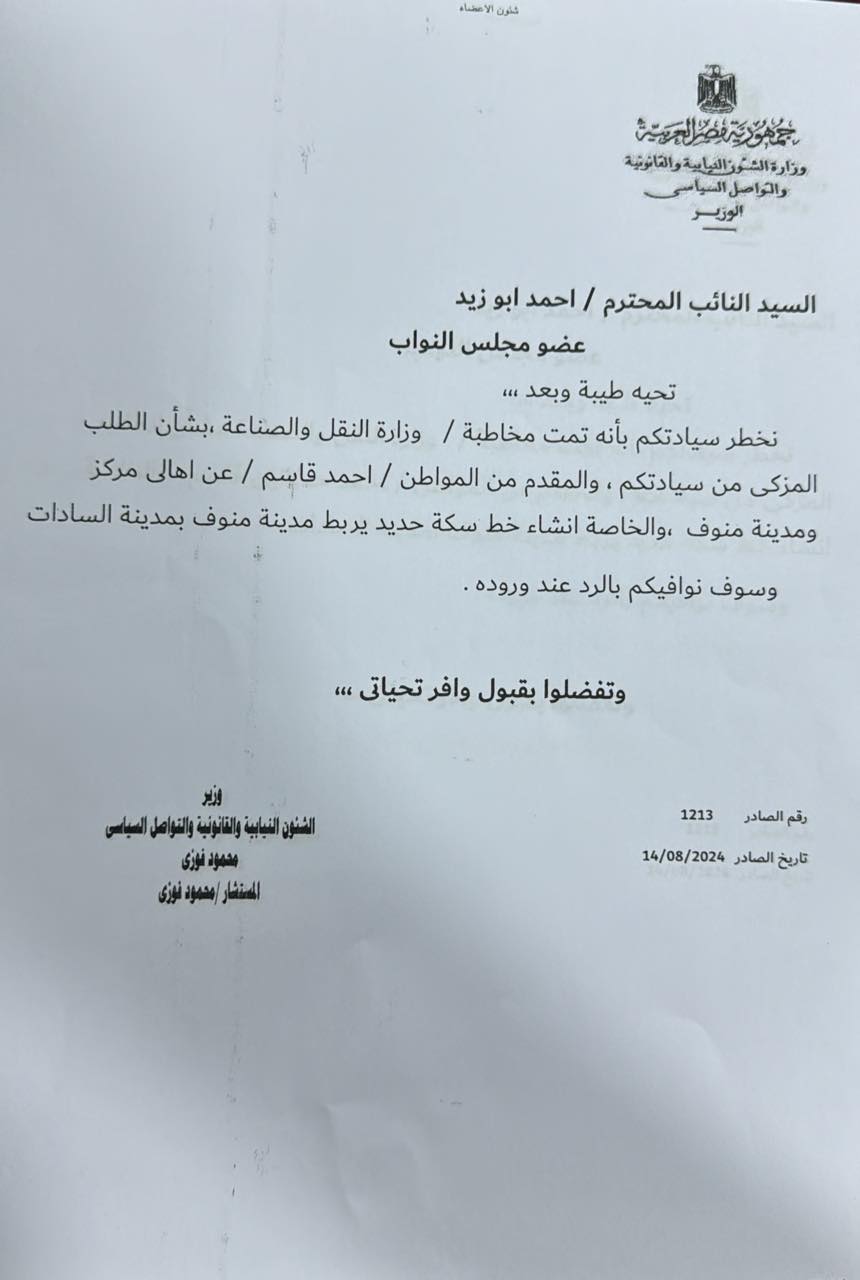 شئون الاعضاء
جمهورية مصر العربية
وزارة الشئون النيابية والقانونية
والتواصل السياسى
الوزير
السيد النائب المحترم / احمد ابو زيد
عضو مجلس النواب
تحيه طيبة وبعد ،،،
نخطر سيادتكم بأنه تمت مخاطبة / وزارة النقل والصناعة ،بشأن الطلب
المزكى من سيادتكم ، والمقدم من المواطن / احمد قاسم / عن اهالى مركز
ومدينة منوف ،والخاصة انشاء خط سكة حديد يربط مدينة منوف بمدينة السادات
وسوف نوافيكم بالرد عند وروده .
وتفضلوا بقبول وافر تحياتى ،،،
رقم الصادر 1213
تاريخ الصادر 14/08/2024
وزير
الشئون النيابية والقانونية والتواصل السياسى
محمود فوزى
المستشار /محمود فوزى